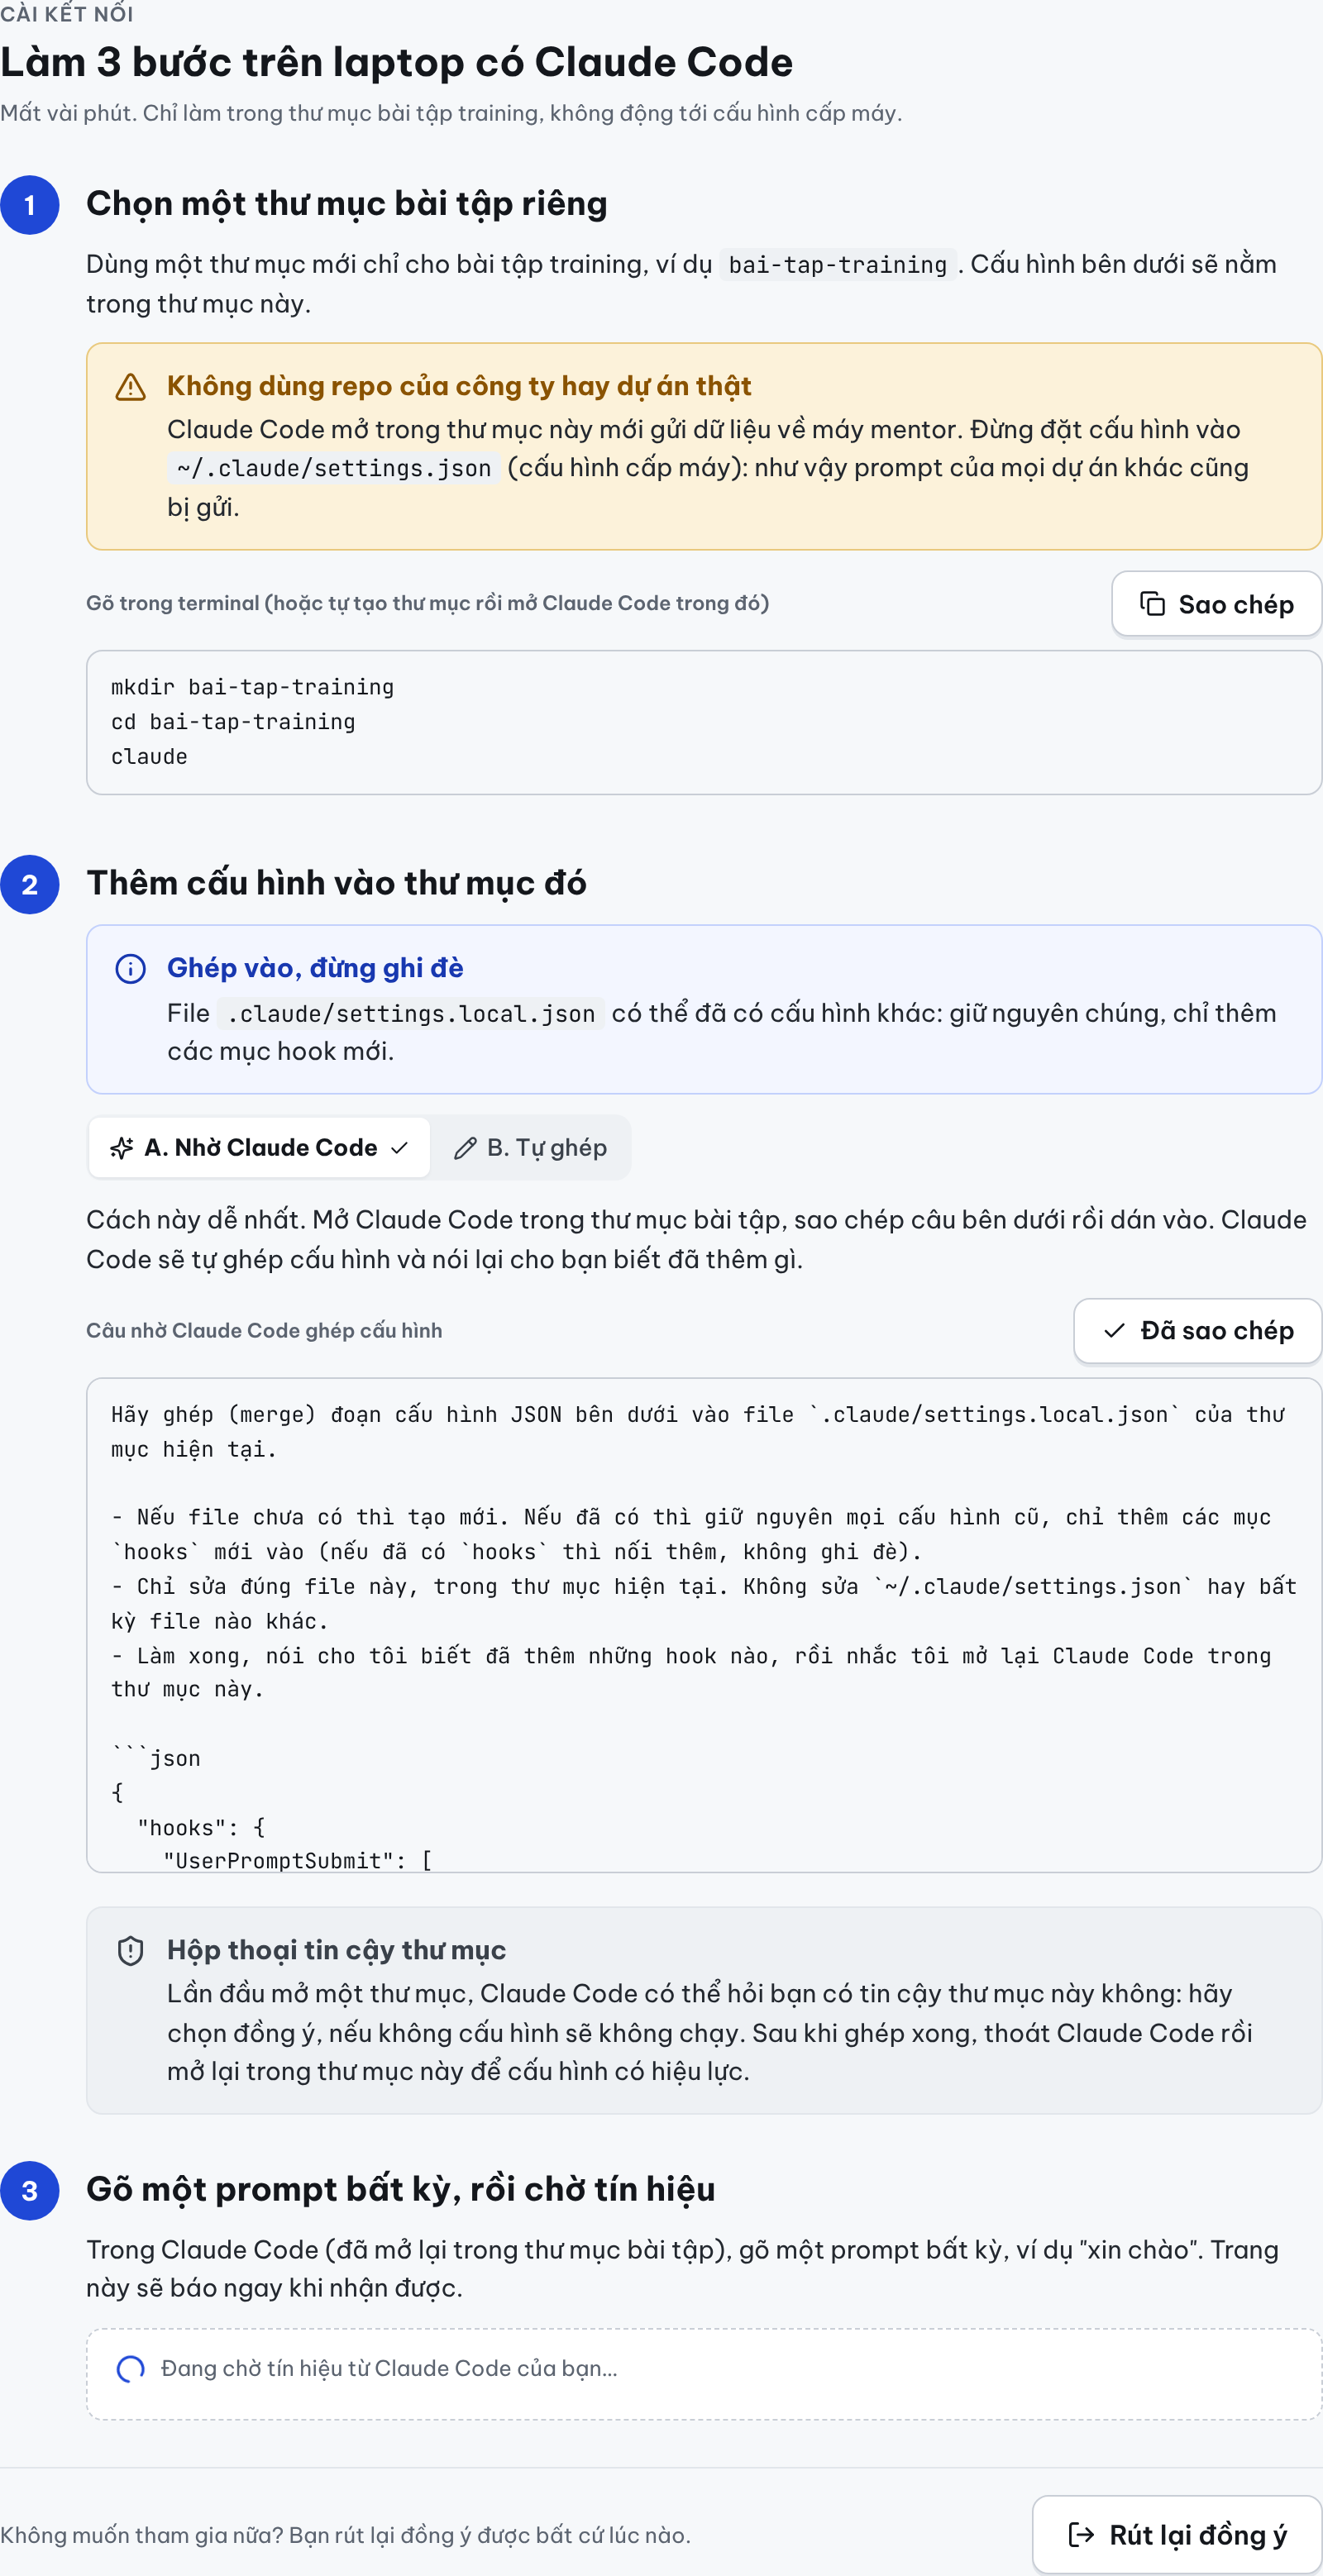 CÀI KẾT NỐI
Làm 3 bước trên laptop có Claude Code
Mất vài phút. Chỉ làm trong thư mục bài tập training, không động tới cấu hình cấp máy.
1
Chọn một thư mục bài tập riêng
Dùng một thư mục mới chỉ cho bài tập training, ví dụ bai-tap-training. Cấu hình bên dưới sẽ nằm
trong thư mục này.
Không dùng repo của công ty hay dự án thật
Claude Code mở trong thư mục này mới gửi dữ liệu về máy mentor. Đừng đặt cấu hình vào
~/.claude/settings.json (cấu hình cấp máy): như vậy prompt của mọi dự án khác cũng
bị gửi.
Gõ trong terminal (hoặc tự tạo thư mục rồi mở Claude Code trong đó)
Sao chép
mkdir bai-tap-training
cd bai-tap-training
claude
2
Thêm cấu hình vào thư mục đó
Ghép vào, đừng ghi đè
File .claude/settings.local.json có thể đã có cấu hình khác: giữ nguyên chúng, chỉ thêm
các mục hook mới.
A. Nhờ Claude Code
B. Tự ghép
Cách này dễ nhất. Mở Claude Code trong thư mục bài tập, sao chép câu bên dưới rồi dán vào. Claude
Code sẽ tự ghép cấu hình và nói lại cho bạn biết đã thêm gì.
Câu nhờ Claude Code ghép cấu hình
Đã sao chép
Hãy ghép (merge) đoạn cấu hình JSON bên dưới vào file `.claude/settings.local.json` của thư
mục hiện tại.
- Nếu file chưa có thì tạo mới. Nếu đã có thì giữ nguyên mọi cấu hình cũ, chỉ thêm các mục
`hooks` mới vào (nếu đã có `hooks` thì nối thêm, không ghi đè).
- Chỉ sửa đúng file này, trong thư mục hiện tại. Không sửa `~/.claude/settings.json` hay bất
kỳ file nào khác.
- Làm xong, nói cho tôi biết đã thêm những hook nào, rồi nhắc tôi mở lại Claude Code trong
thư mục này.
```json
{
"hooks": {
"UserPromptSubmit": [
Hộp thoại tin cậy thư mục
Lần đầu mở một thư mục, Claude Code có thể hỏi bạn có tin cậy thư mục này không: hãy
chọn đồng ý, nếu không cấu hình sẽ không chạy. Sau khi ghép xong, thoát Claude Code rồi
mở lại trong thư mục này để cấu hình có hiệu lực.
3
Gõ một prompt bất kỳ, rồi chờ tín hiệu
Trong Claude Code (đã mở lại trong thư mục bài tập), gõ một prompt bất kỳ, ví dụ "xin chào". Trang
này sẽ báo ngay khi nhận được.
Đang chờ tín hiệu từ Claude Code của bạn...
Không muốn tham gia nữa? Bạn rút lại đồng ý được bất cứ lúc nào.
Rút lại đồng ý